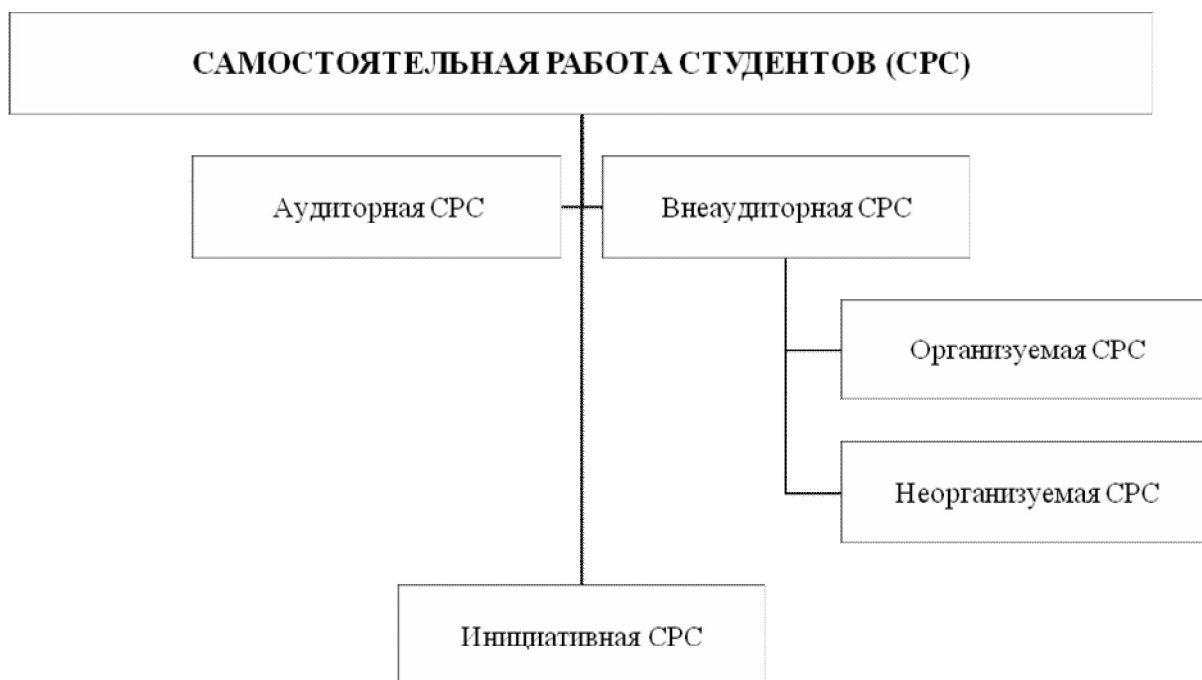 САМОСТОЯТЕЛЬНАЯ РАБОТА СТУДЕНТОВ (СРС)
Аудиторная СРС
Внеаудиторная СРС
Организуемая СРС
Неорганизуемая СРС
Инициативная СРС